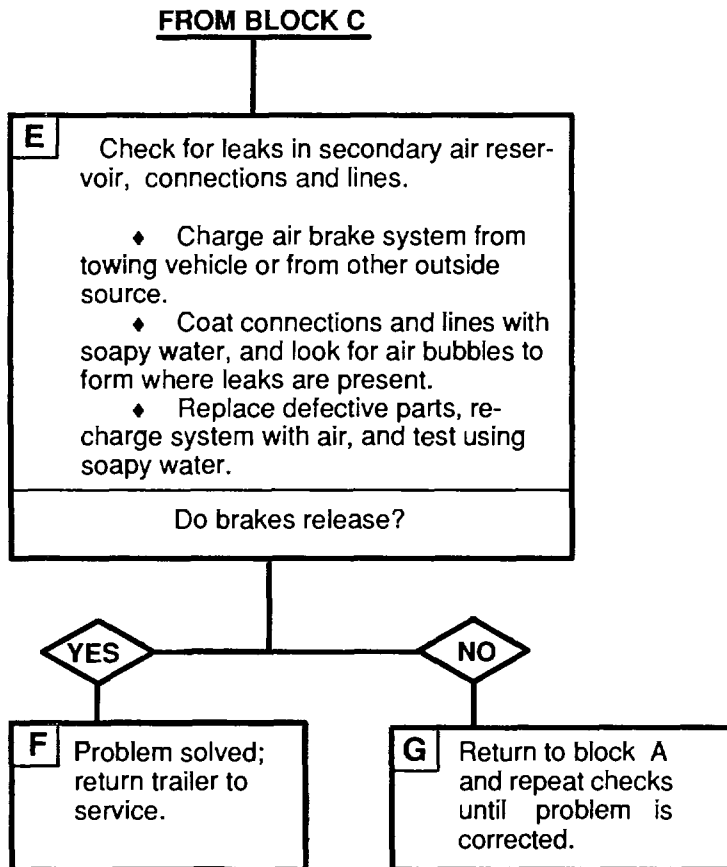 FROM BLOCK C
E
Check for leaks in secondary air reser-
voir, connections and lines.
♦ Charge air brake system from
towing vehicle or from other outside
source.
♦ Coat connections and lines with
soapy water, and look for air bubbles to
form where leaks are present.
♦ Replace defective parts, re-
charge system with air, and test using
soapy water.
Do brakes release?
YES
NO
F
Problem solved;
return trailer to
service.
G
Return to block A
and repeat checks
until problem is
corrected.